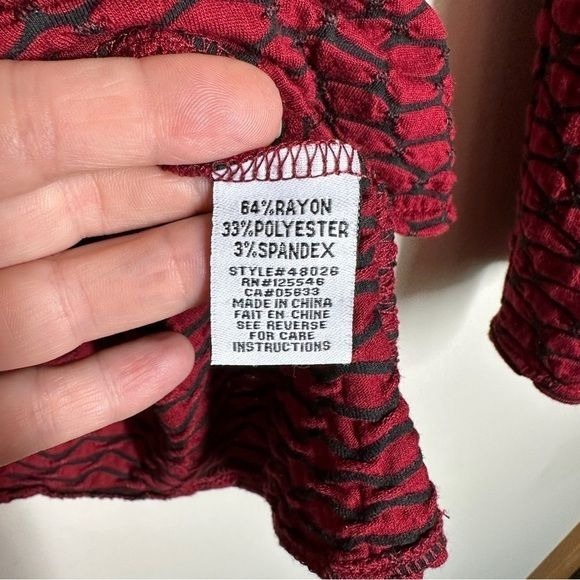 64%RAYON
33%POLYESTER
3%SPANDEX
STYLE#48026
RN#125546
CA#05633
MADE IN CHINA
FAIT EN CHINE
SEE REVERSE
FOR CARE
INSTRUCTIONS